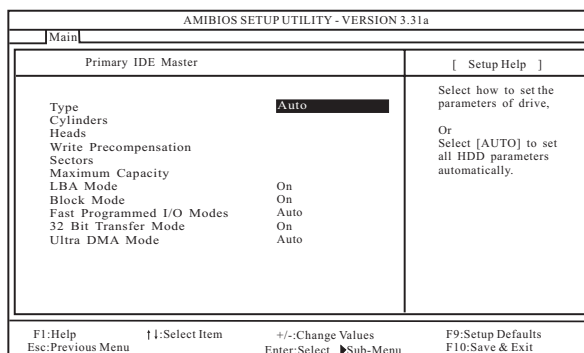 AMIBIOS SETUP UTILITY - VERSION 3.31a
Main
Primary IDE Master
[ Setup Help ]
Type Auto
Cylinders
Heads
Write Precompensation
Sectors
Maximum Capacity
LBA Mode On
Block Mode On
Fast Programmed I/O Modes Auto
32 Bit Transfer Mode On
Ultra DMA Mode Auto
Select how to set the
parameters of drive,
Or
Select [AUTO] to set
all HDD parameters
automatically.
F1:Help ↑↓:Select Item +/-:Change Values F9:Setup Defaults
Esc:Previous Menu Enter:Select ▶Sub-Menu F10:Save & Exit